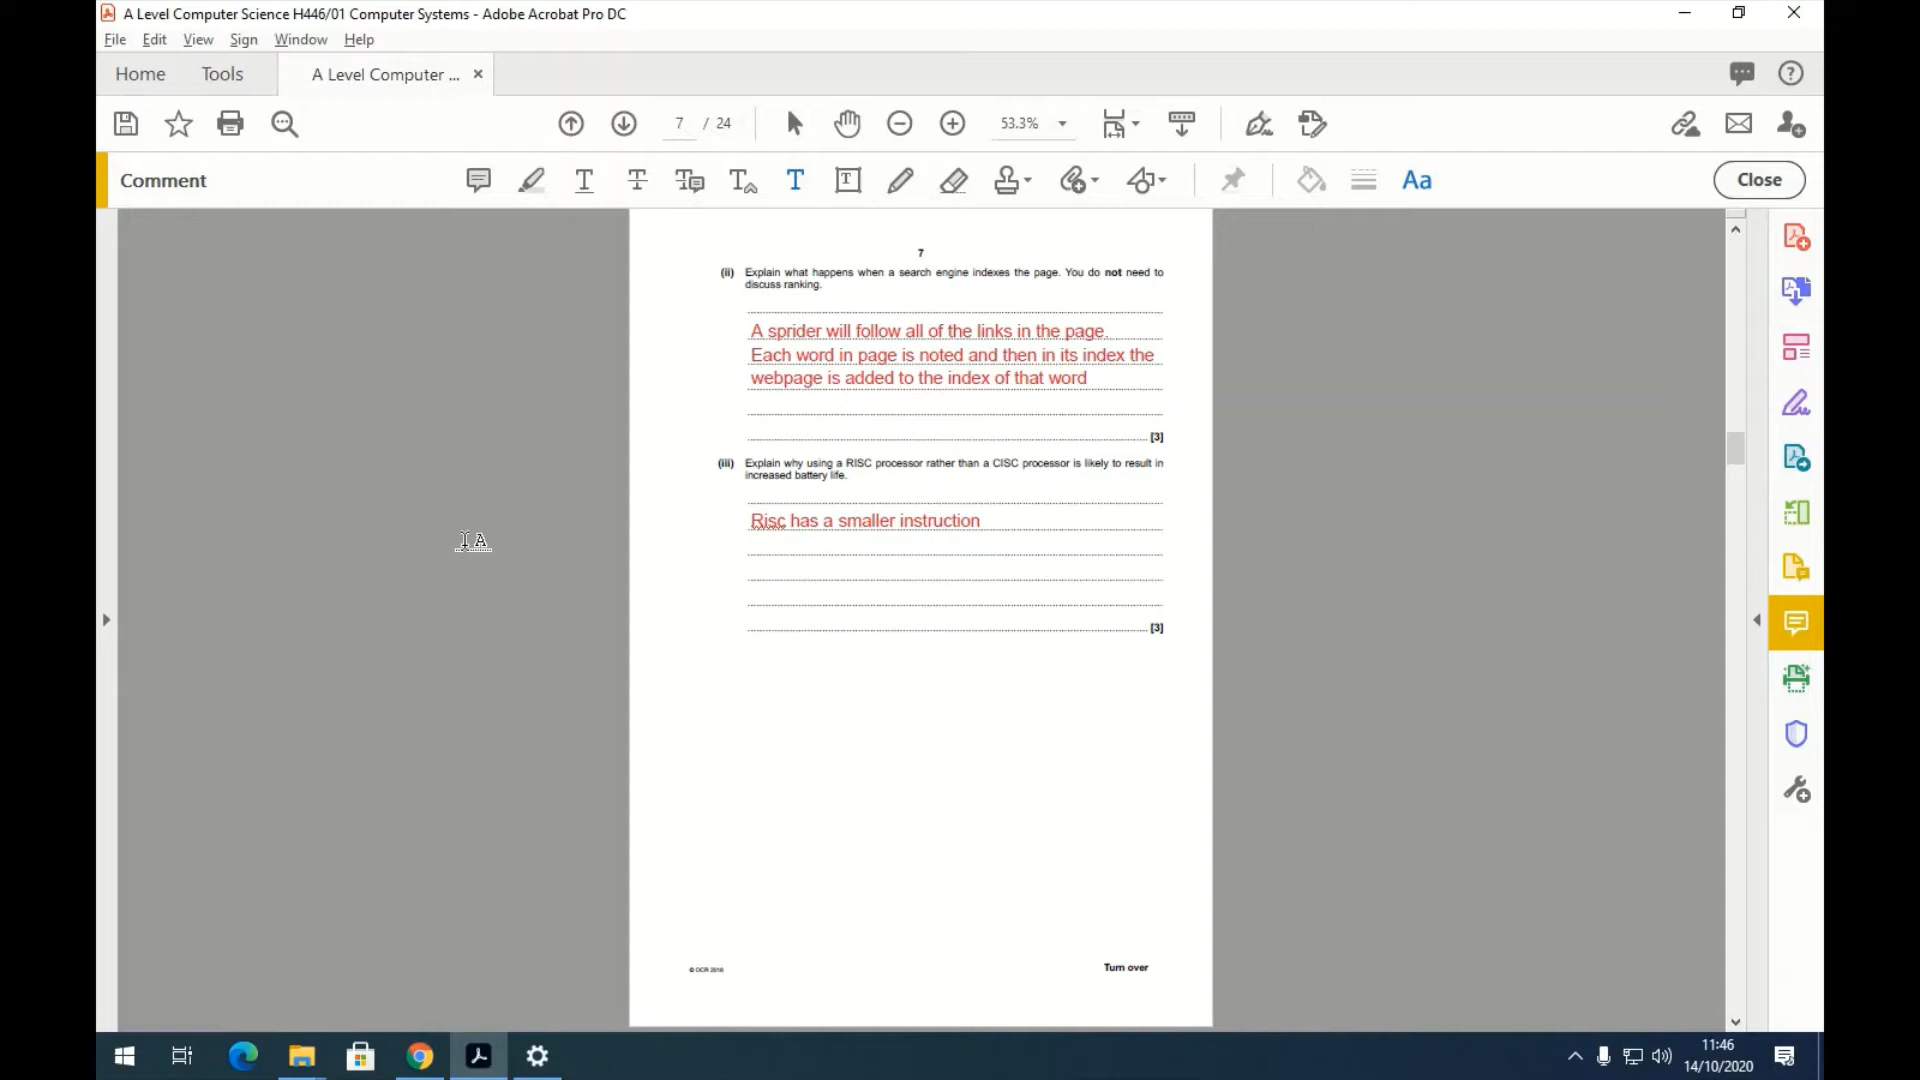 A Level Computer Science H446/01 Computer Systems - Adobe Acrobat Pro DC
File Edit View Sign Window Help
Home Tools A Level Computer ... ×
7 / 24 53.3%
Comment Close
7
(ii) Explain what happens when a search engine indexes the page. You do not need to
discuss ranking.
A sprider will follow all of the links in the page.
Each word in page is noted and then in its index the
webpage is added to the index of that word
[3]
(iii) Explain why using a RISC processor rather than a CISC processor is likely to result in
increased battery life.
Risc has a smaller instruction
[3]
© OCR 2018
Turn over
11:46
14/10/2020